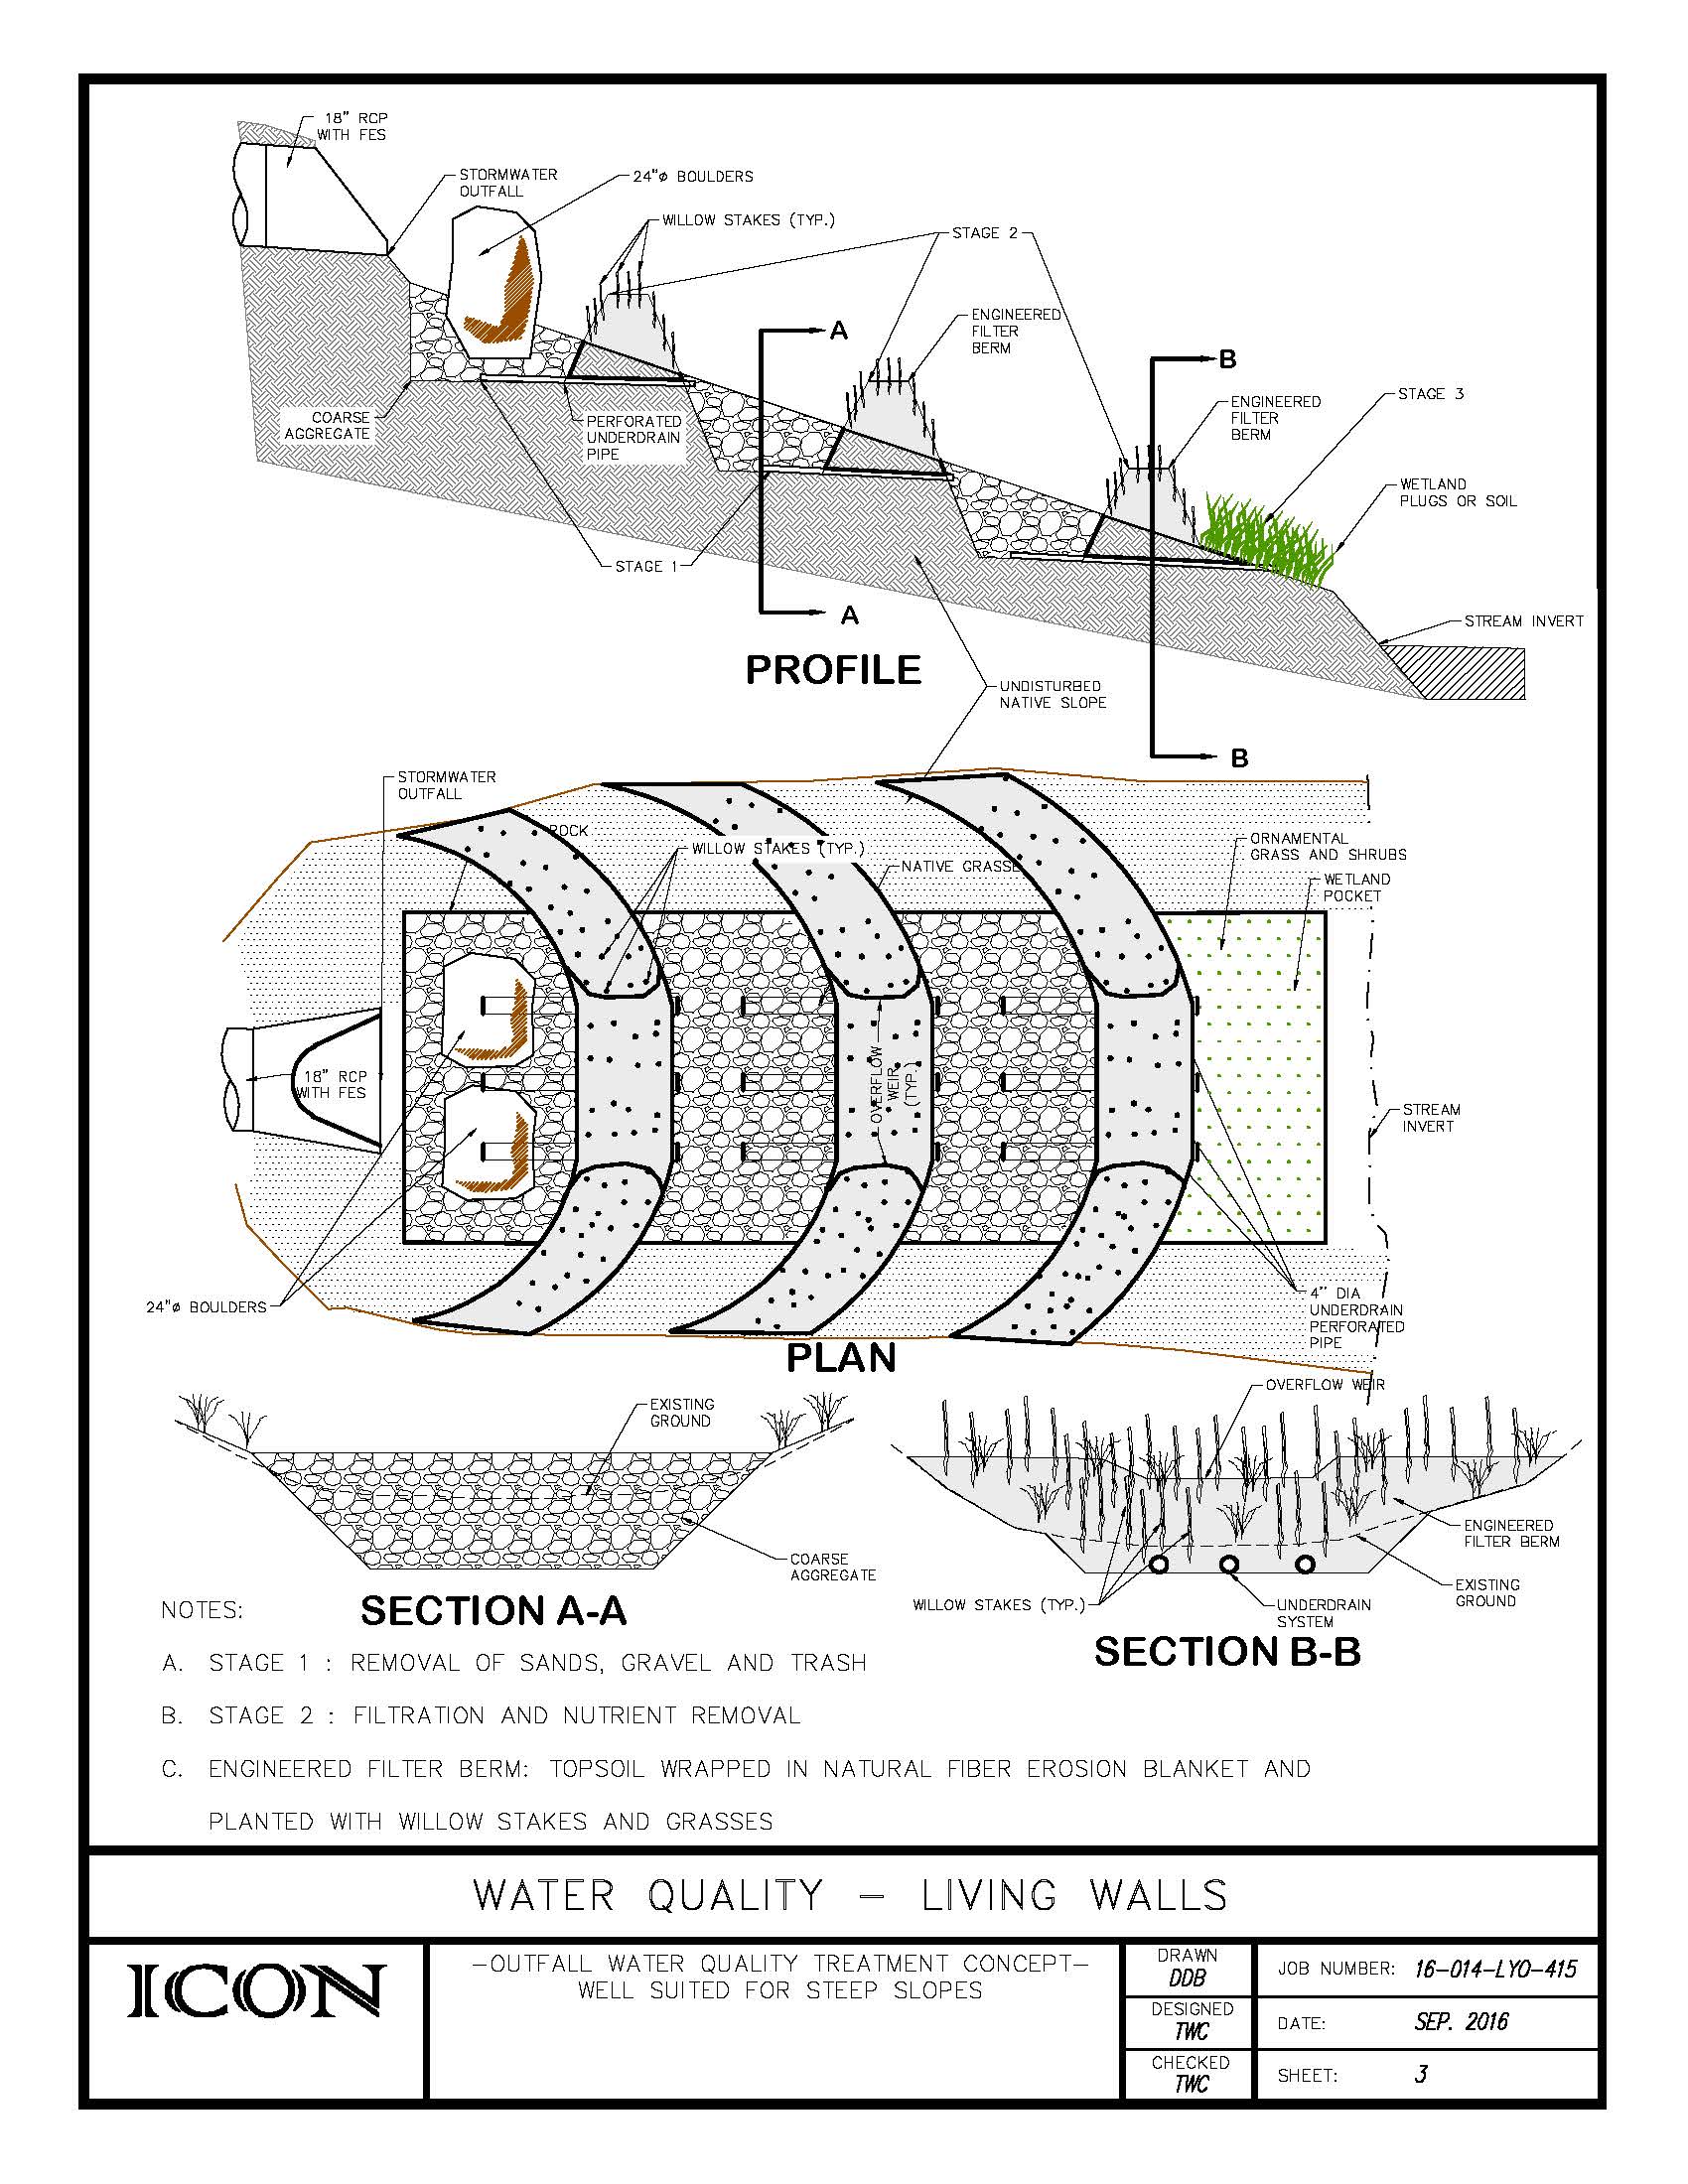 18" RCP
WITH FES
STORMWATER
OUTFALL
24"ø BOULDERS
WILLOW STAKES (TYP.)
STAGE 2
ENGINEERED
FILTER
BERM
A
B
ENGINEERED
FILTER
BERM
STAGE 3
COARSE
AGGREGATE
PERFORATED
UNDERDRAIN
PIPE
WETLAND
PLUGS OR SOIL
STAGE 1
A
STREAM INVERT
PROFILE
UNDISTURBED
NATIVE SLOPE
B
STORMWATER
OUTFALL
ROCK
WILLOW STAKES (TYP.)
NATIVE GRASSE
ORNAMENTAL
GRASS AND SHRUBS
WETLAND
POCKET
18" RCP
WITH FES
OVERFLOW
WEIR
(TYP.)
STREAM
INVERT
24"ø BOULDERS
4" DIA
UNDERDRAIN
PERFORATED
PIPE
PLAN
EXISTING
GROUND
COARSE
AGGREGATE
SECTION A-A
OVERFLOW WEIR
ENGINEERED
FILTER BERM
EXISTING
GROUND
WILLOW STAKES (TYP.)
UNDERDRAIN
SYSTEM
SECTION B-B
NOTES:
A. STAGE 1 : REMOVAL OF SANDS, GRAVEL AND TRASH
B. STAGE 2 : FILTRATION AND NUTRIENT REMOVAL
C. ENGINEERED FILTER BERM: TOPSOIL WRAPPED IN NATURAL FIBER EROSION BLANKET AND
PLANTED WITH WILLOW STAKES AND GRASSES
WATER QUALITY - LIVING WALLS
ICON
-OUTFALL WATER QUALITY TREATMENT CONCEPT-
WELL SUITED FOR STEEP SLOPES
DRAWN
DDB
DESIGNED
TWC
CHECKED
TWC
JOB NUMBER: 16-014-LYO-415
DATE: SEP. 2016
SHEET: 3